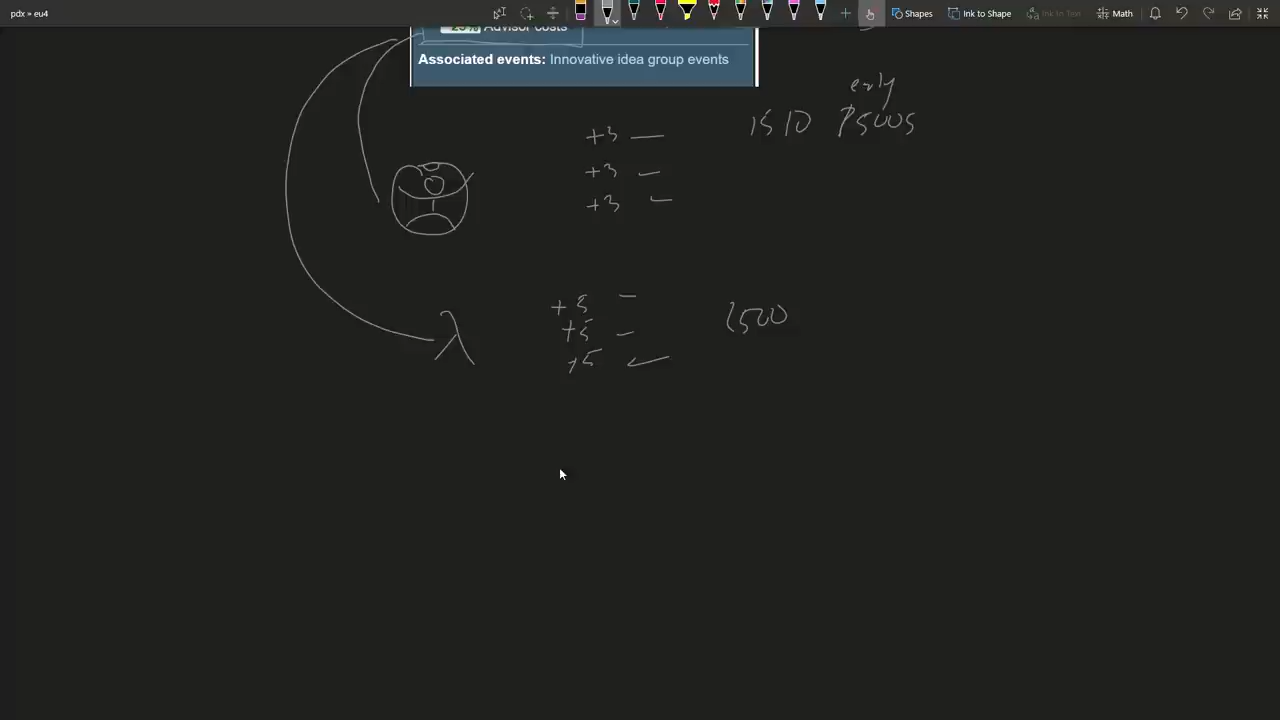 pdx » eu4
Shapes
Ink to Shape
Ink to Text
Math
-25% Advisor costs
Associated events: Innovative idea group events
early
+3 — 1510 1500s
+3 —
+3 —
+5 —
+5 — 1500
+5 —
λ